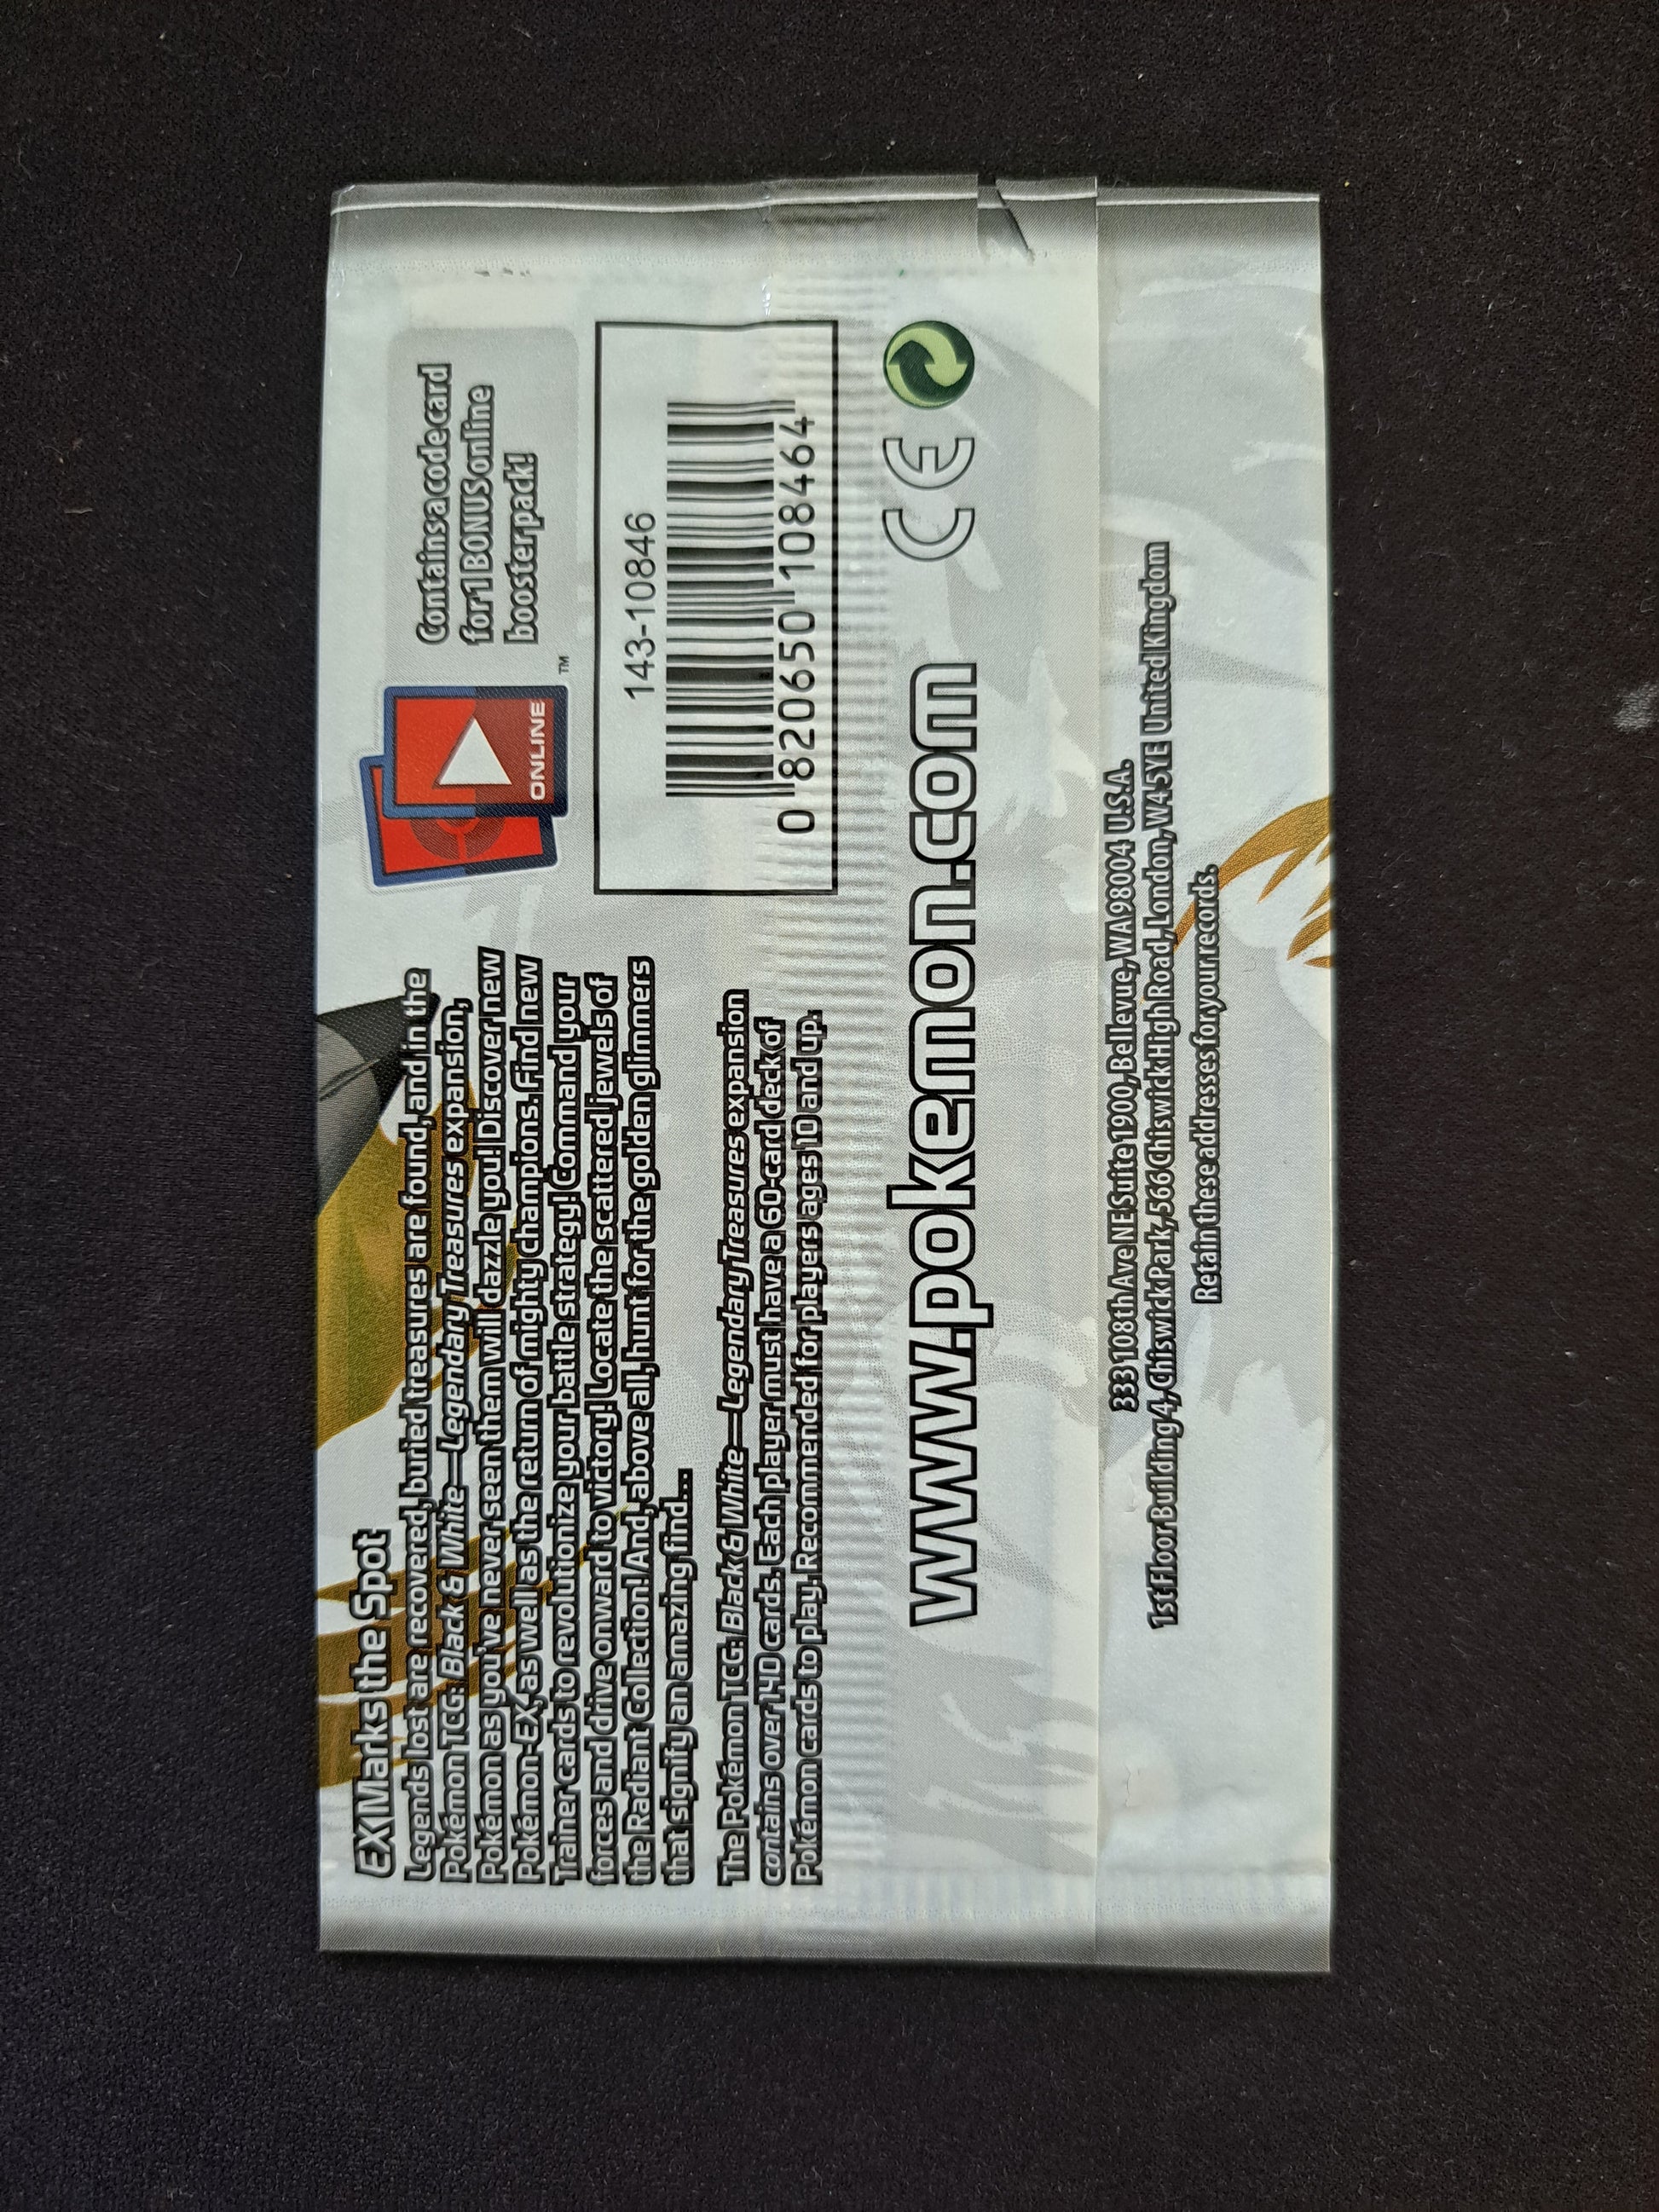 EX Marks the Spot
Legends lost are recovered, buried treasures are found, and in the
Pokémon TCG: Black & White—Legendary Treasures expansion,
Pokémon as you've never seen them will dazzle you! Discover new
Pokémon-EX, as well as the return of mighty champions. Find new
Trainer cards to revolutionize your battle strategy! Command your
forces and drive onward to victory! Locate the scattered jewels of
the Radiant Collection! And, above all, hunt for the golden glimmers
that signify an amazing find...
The Pokémon TCG: Black & White—Legendary Treasures expansion
contains over 140 cards. Each player must have a 60-card deck of
Pokémon cards to play. Recommended for players ages 10 and up.
ONLINE
TM
Contains a code card
for 1 BONUS online
booster pack!
143-10846
0 820650 108464
www.pokemon.com
CE
333 108th Ave NE Suite 1900, Bellevue, WA 98004 U.S.A.
1st Floor Building 4, Chiswick Park, 566 Chiswick High Road, London, W4 5YE United Kingdom
Retain these addresses for your records.